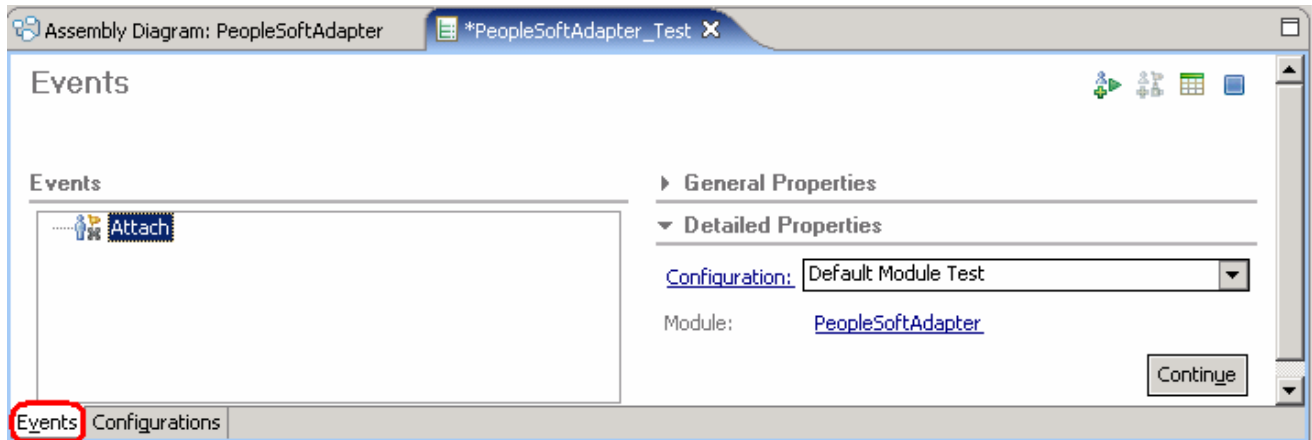 Assembly Diagram: PeopleSoftAdapter *PeopleSoftAdapter_Test
Events
Events
General Properties
Attach
Detailed Properties
Configuration: Default Module Test
Module: PeopleSoftAdapter
Continue
Events Configurations